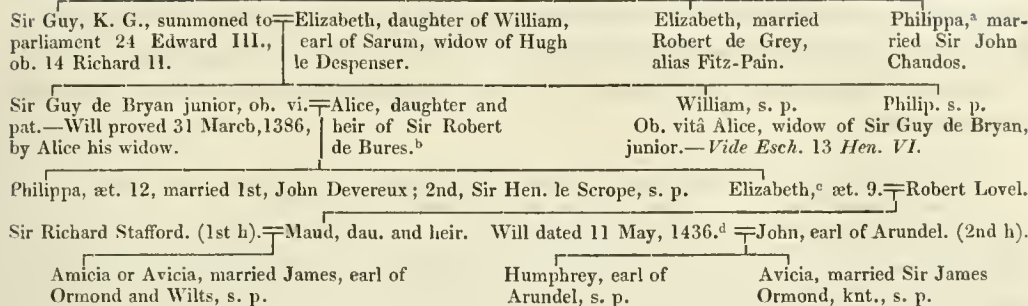 Sir Guy, K. G., summoned to
parliament 24 Edward III.,
ob. 14 Richard II.
Elizabeth, daughter of William,
earl of Sarum, widow of Hugh
le Despenser.
Elizabeth, married
Robert de Grey,
alias Fitz-Pain.
Philippa,ᵃ mar-
ried Sir John
Chaudos.
Sir Guy de Bryan junior, ob. vi.
pat.—Will proved 31 March,1386,
by Alice his widow.
Alice, daughter and
heir of Sir Robert
de Bures.ᵇ
William, s. p. Philip. s. p.
Ob. vitâ Alice, widow of Sir Guy de Bryan,
junior.—Vide Esch. 13 Hen. VI.
Philippa, æt. 12, married 1st, John Devereux ; 2nd, Sir Hen. le Scrope, s. p. Elizabeth,ᶜ æt. 9. Robert Lovel.
Sir Richard Stafford. (1st h). Maud, dau. and heir. Will dated 11 May, 1436.ᵈ John, earl of Arundel. (2nd h).
Amicia or Avicia, married James, earl of
Ormond and Wilts, s. p.
Humphrey, earl of
Arundel, s. p.
Avicia, married Sir James
Ormond, knt., s. p.